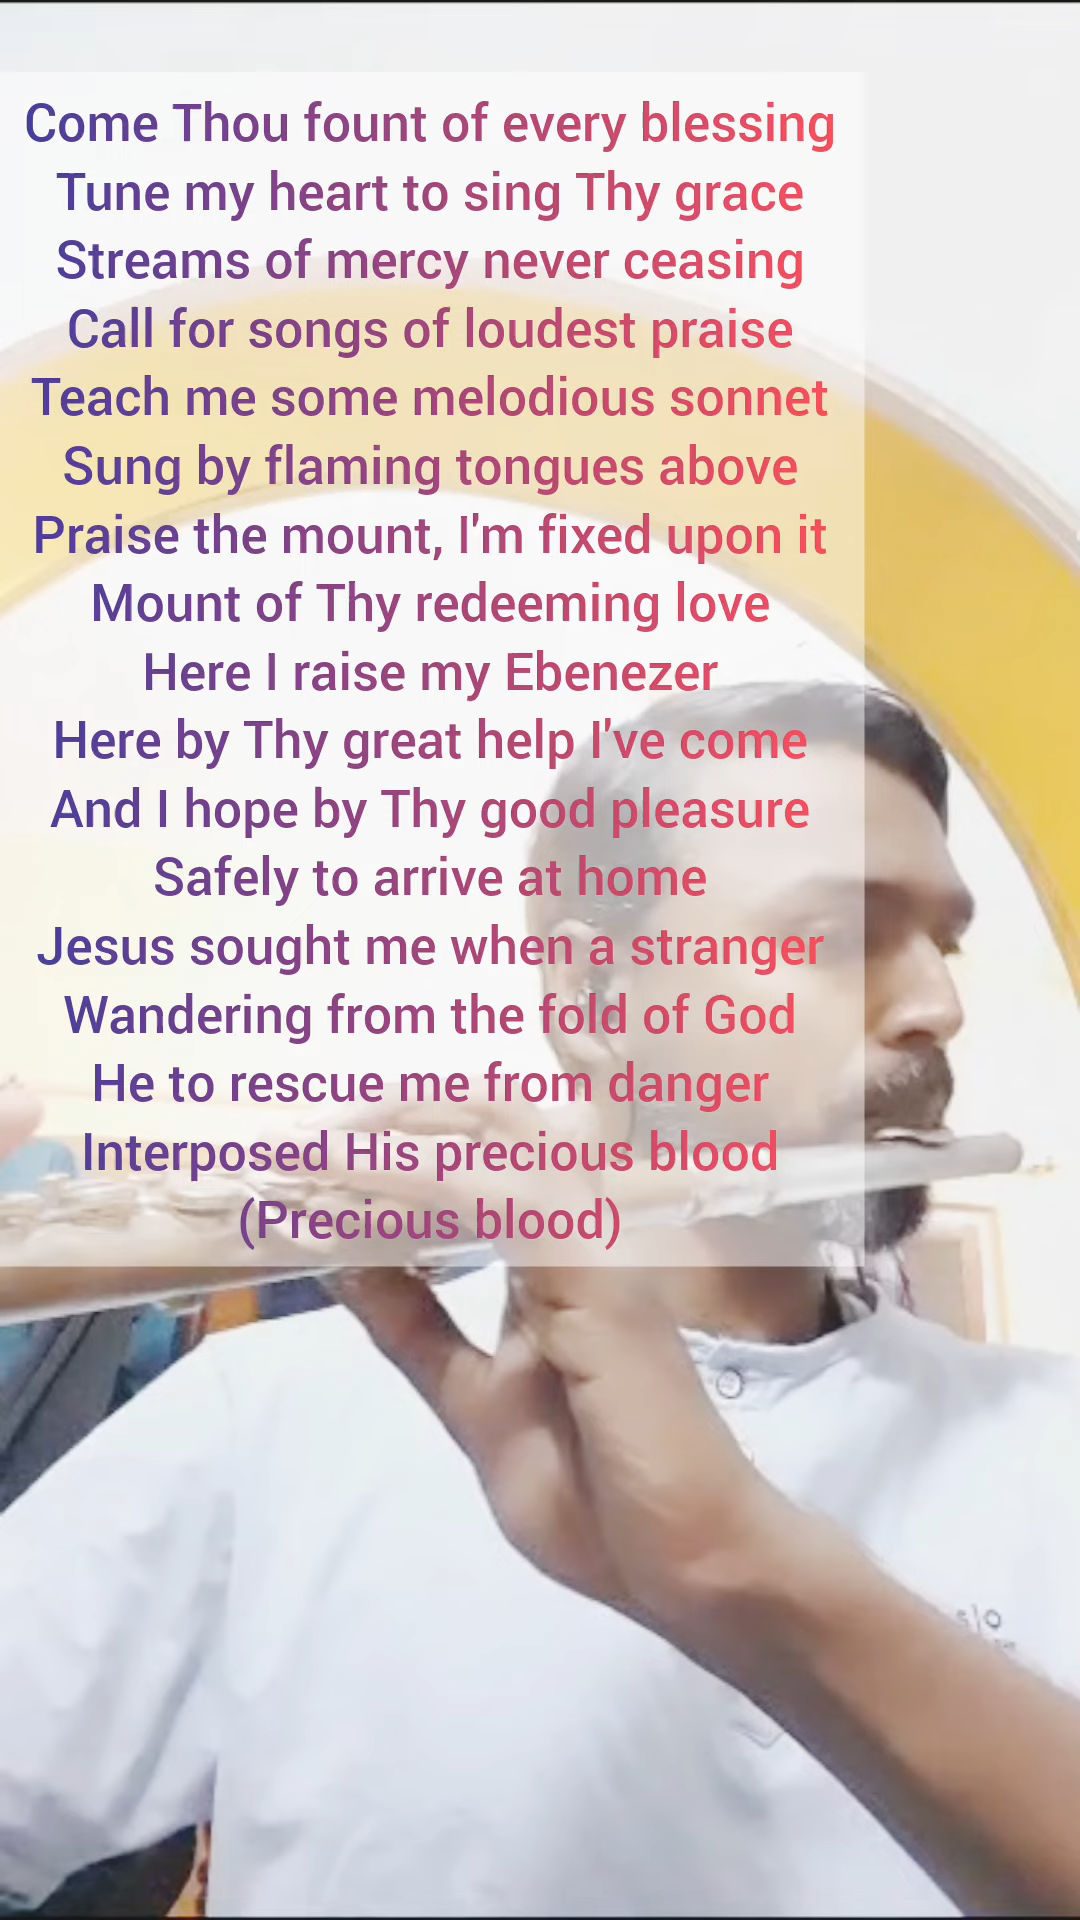 Come Thou fount of every blessing
Tune my heart to sing Thy grace
Streams of mercy never ceasing
Call for songs of loudest praise
Teach me some melodious sonnet
Sung by flaming tongues above
Praise the mount, I'm fixed upon it
Mount of Thy redeeming love
Here I raise my Ebenezer
Here by Thy great help I've come
And I hope by Thy good pleasure
Safely to arrive at home
Jesus sought me when a stranger
Wandering from the fold of God
He to rescue me from danger
Interposed His precious blood
(Precious blood)